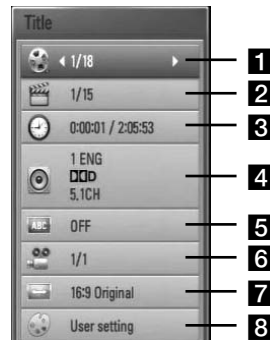 Title
1/18
1
1/15
2
0:00:01 / 2:05:53
3
1 ENG
DD D
5.1CH
4
ABC
OFF
5
1/1
6
16:9 Original
7
User setting
8